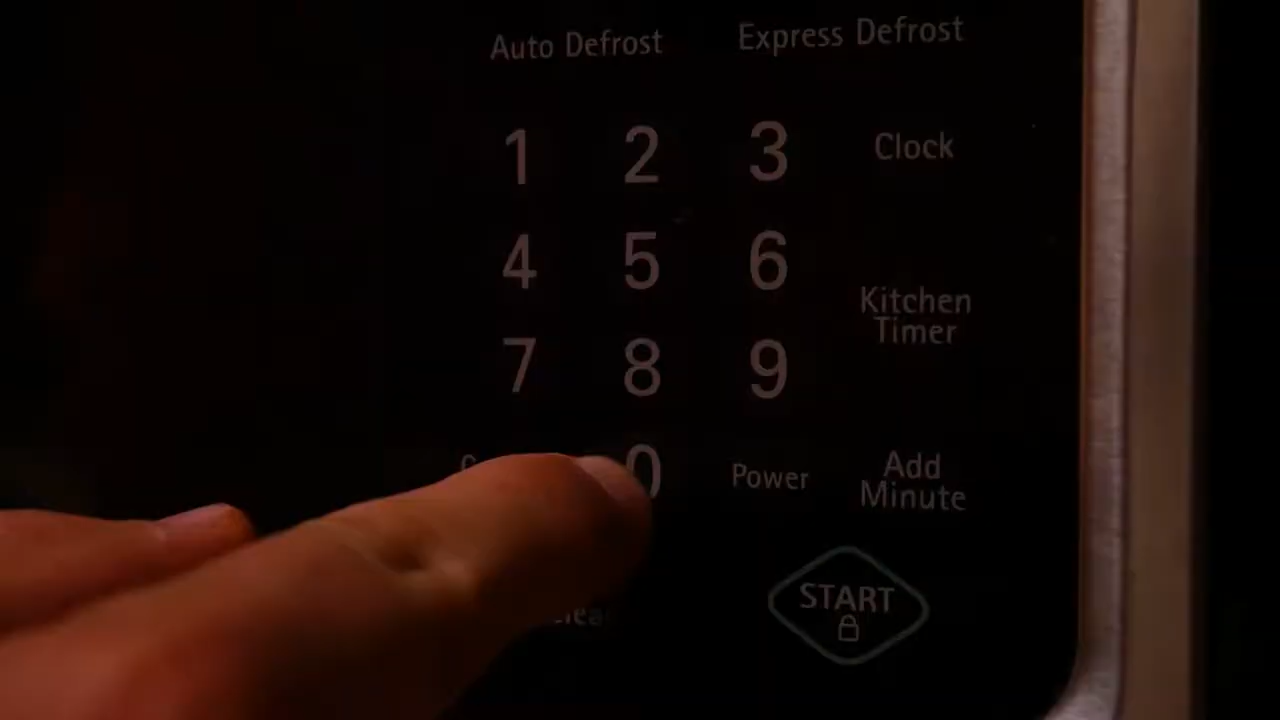 Auto Defrost Express Defrost
1 2 3 Clock
4 5 6 Kitchen
Timer
7 8 9
0 Power Add
Minute
START